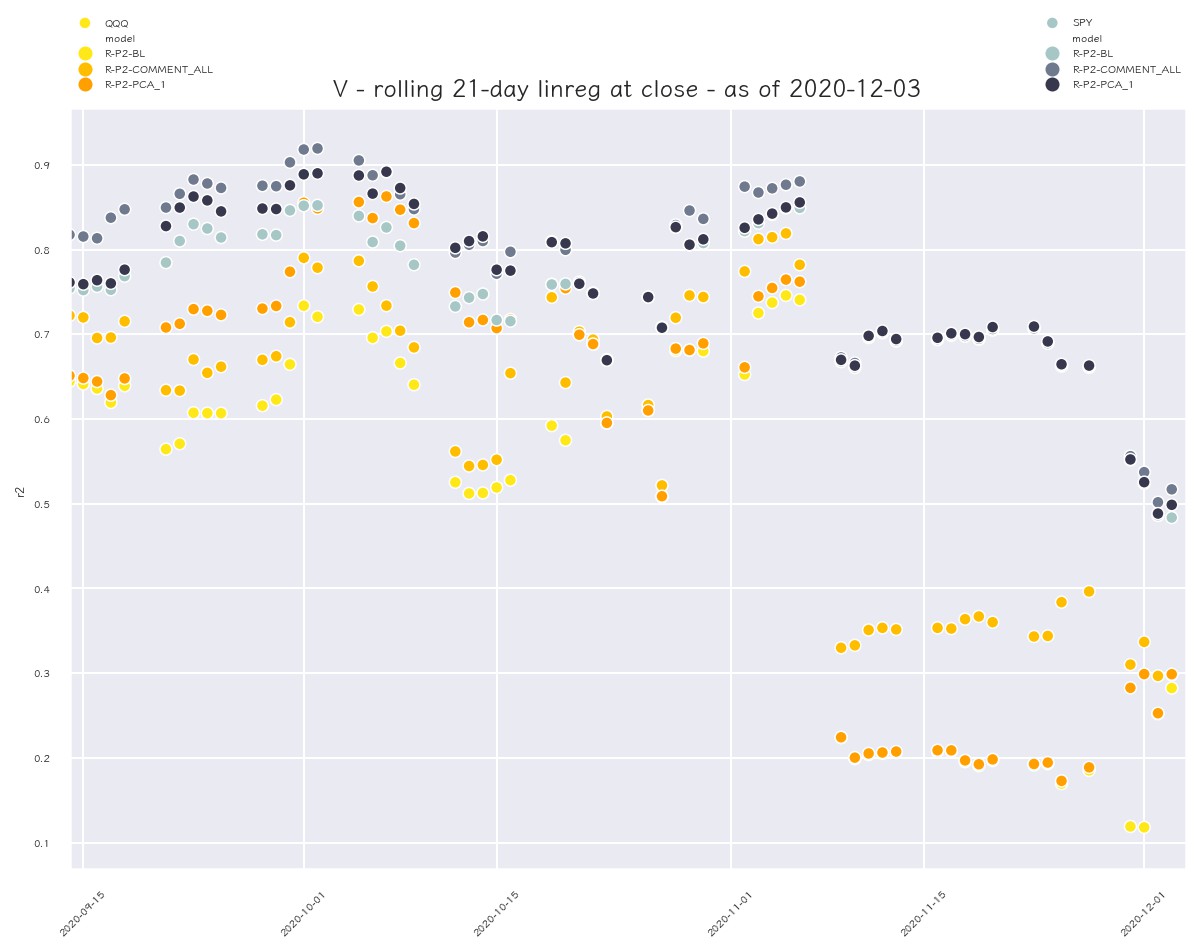 QQQ
model
R-P2-BL
R-P2-COMMENT_ALL
R-P2-PCA_1
SPY
model
R-P2-BL
R-P2-COMMENT_ALL
R-P2-PCA_1
V - rolling 21-day linreg at close - as of 2020-12-03
0.9
0.8
0.7
0.6
0.5
0.4
0.3
0.2
0.1
r2
2020-09-15
2020-10-01
2020-10-15
2020-11-01
2020-11-15
2020-12-01